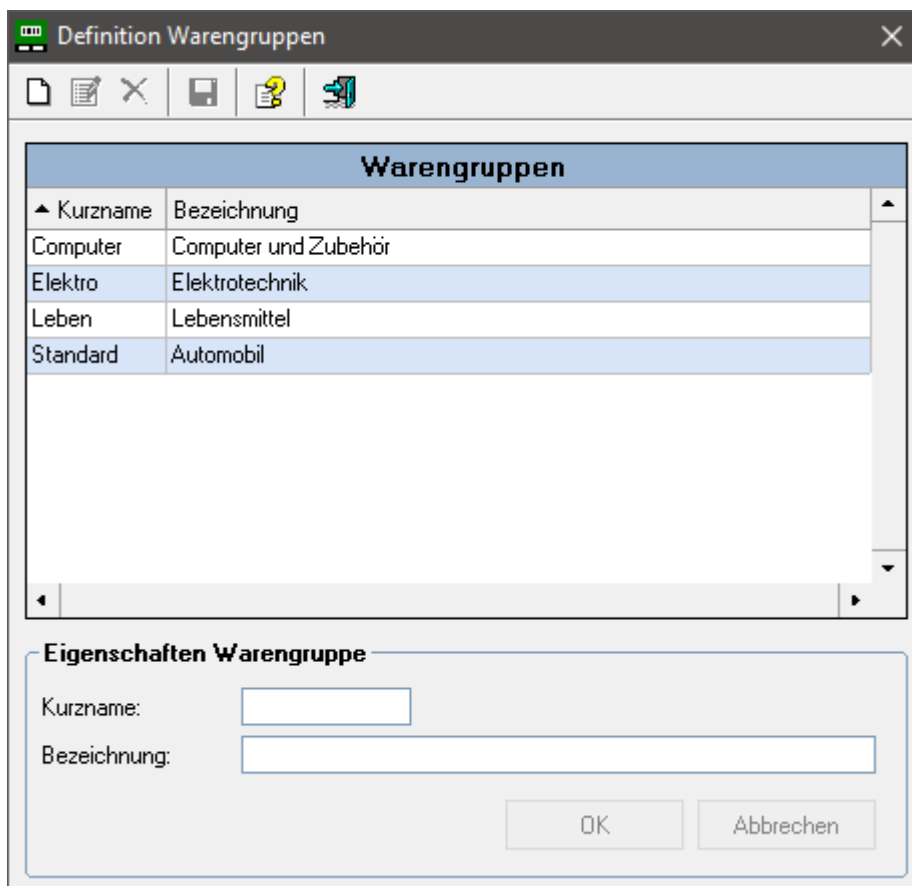 Definition Warengruppen
Warengruppen
Kurzname Bezeichnung
Computer Computer und Zubehör
Elektro Elektrotechnik
Leben Lebensmittel
Standard Automobil
Eigenschaften Warengruppe
Kurzname:
Bezeichnung:
OK Abbrechen